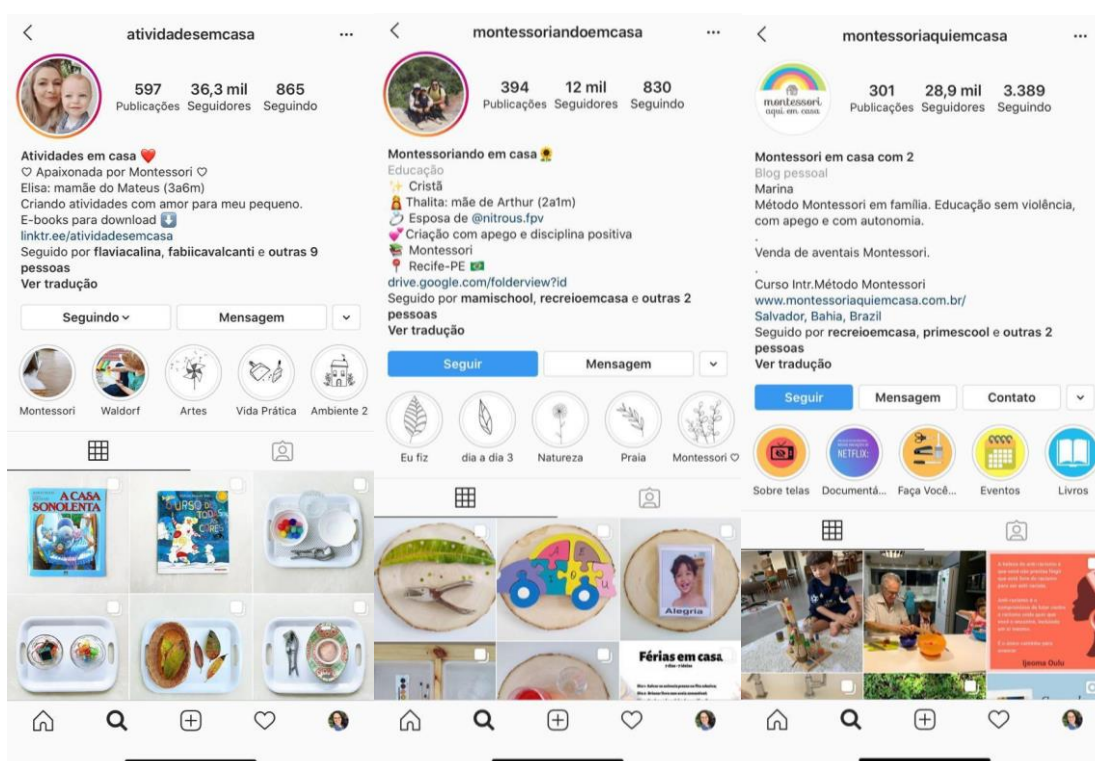 atividadesemcasa
597
36,3 mil
865
Publicações
Seguidores
Seguindo
Atividades em casa ❤️
♡ Apaixonada por Montessori ♡
Elisa: mamãe do Mateus (3a6m)
Criando atividades com amor para meu pequeno.
E-books para download ⬇️
linktr.ee/atividadesemcasa
Seguido por flaviacalina, fabiicavalcanti e outras 9
pessoas
Ver tradução
Seguindo
Mensagem
Montessori
Waldorf
Artes
Vida Prática
Ambiente 2
A CASA
SONOLENTA
montessoriandoemcasa
394
12 mil
830
Publicações
Seguidores
Seguindo
Montessoriando em casa 🌻
Educação
✨ Cristã
Thalita: mãe de Arthur (2a1m)
💍 Esposa de @nitrous.fpv
💕 Criação com apego e disciplina positiva
📚 Montessori
📍 Recife-PE 🇧🇷
drive.google.com/folderview?id
Seguido por mamischool, recreioemcasa e outras 2
pessoas
Ver tradução
Seguir
Mensagem
Eu fiz
dia a dia 3
Natureza
Praia
Montessori ♡
A E
u
Alegria
Férias em casa
montessoriaquiemcasa
montessori
aqui em casa
301
28,9 mil
3.389
Publicações
Seguidores
Seguindo
Montessori em casa com 2
Blog pessoal
Marina
Método Montessori em família. Educação sem violência,
com apego e com autonomia.
.
Venda de aventais Montessori.
.
Curso Intr.Método Montessori
www.montessoriaquiemcasa.com.br/
Salvador, Bahia, Brazil
Seguido por recreioemcasa, primescool e outras 2
pessoas
Ver tradução
Seguir
Mensagem
Contato
NETFLIX:
Sobre telas
Documentá...
Faça Você...
Eventos
Livros
Ijeoma Oulu